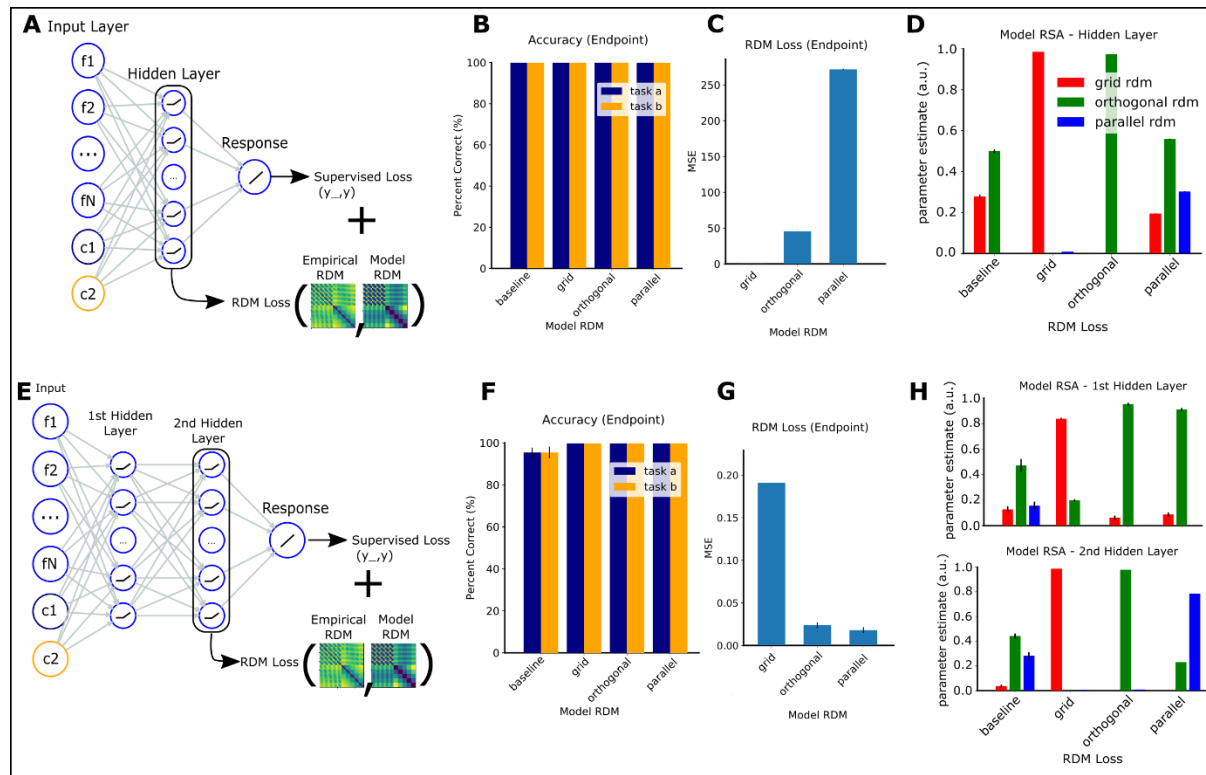 A
Input Layer
f1
f2
...
fN
c1
c2
Hidden Layer
...
Response
Supervised Loss
(y_,y)
+
Empirical RDM
Model RDM
RDM Loss ( , )
B
Accuracy (Endpoint)
Percent Correct (%)
100
80
60
40
20
0
task a
task b
baseline
grid
orthogonal
parallel
Model RDM
C
RDM Loss (Endpoint)
MSE
250
200
150
100
50
0
grid
orthogonal
parallel
Model RDM
D
Model RSA - Hidden Layer
parameter estimate (a.u.)
1.0
0.8
0.6
0.4
0.2
0.0
grid rdm
orthogonal rdm
parallel rdm
baseline
grid
orthogonal
parallel
RDM Loss
E
Input
f1
f2
...
fN
c1
c2
1st Hidden
Layer
...
2nd Hidden
Layer
...
Response
Supervised Loss
(y_,y)
+
Empirical RDM
Model RDM
RDM Loss ( , )
F
Accuracy (Endpoint)
Percent Correct (%)
100
80
60
40
20
0
task a
task b
baseline
grid
orthogonal
parallel
Model RDM
G
RDM Loss (Endpoint)
MSE
0.20
0.15
0.10
0.05
0.00
grid
orthogonal
parallel
Model RDM
H
Model RSA - 1st Hidden Layer
parameter estimate (a.u.)
1.0
0.8
0.6
0.4
0.2
0.0
Model RSA - 2nd Hidden Layer
parameter estimate (a.u.)
1.0
0.8
0.6
0.4
0.2
0.0
baseline
grid
orthogonal
parallel
RDM Loss